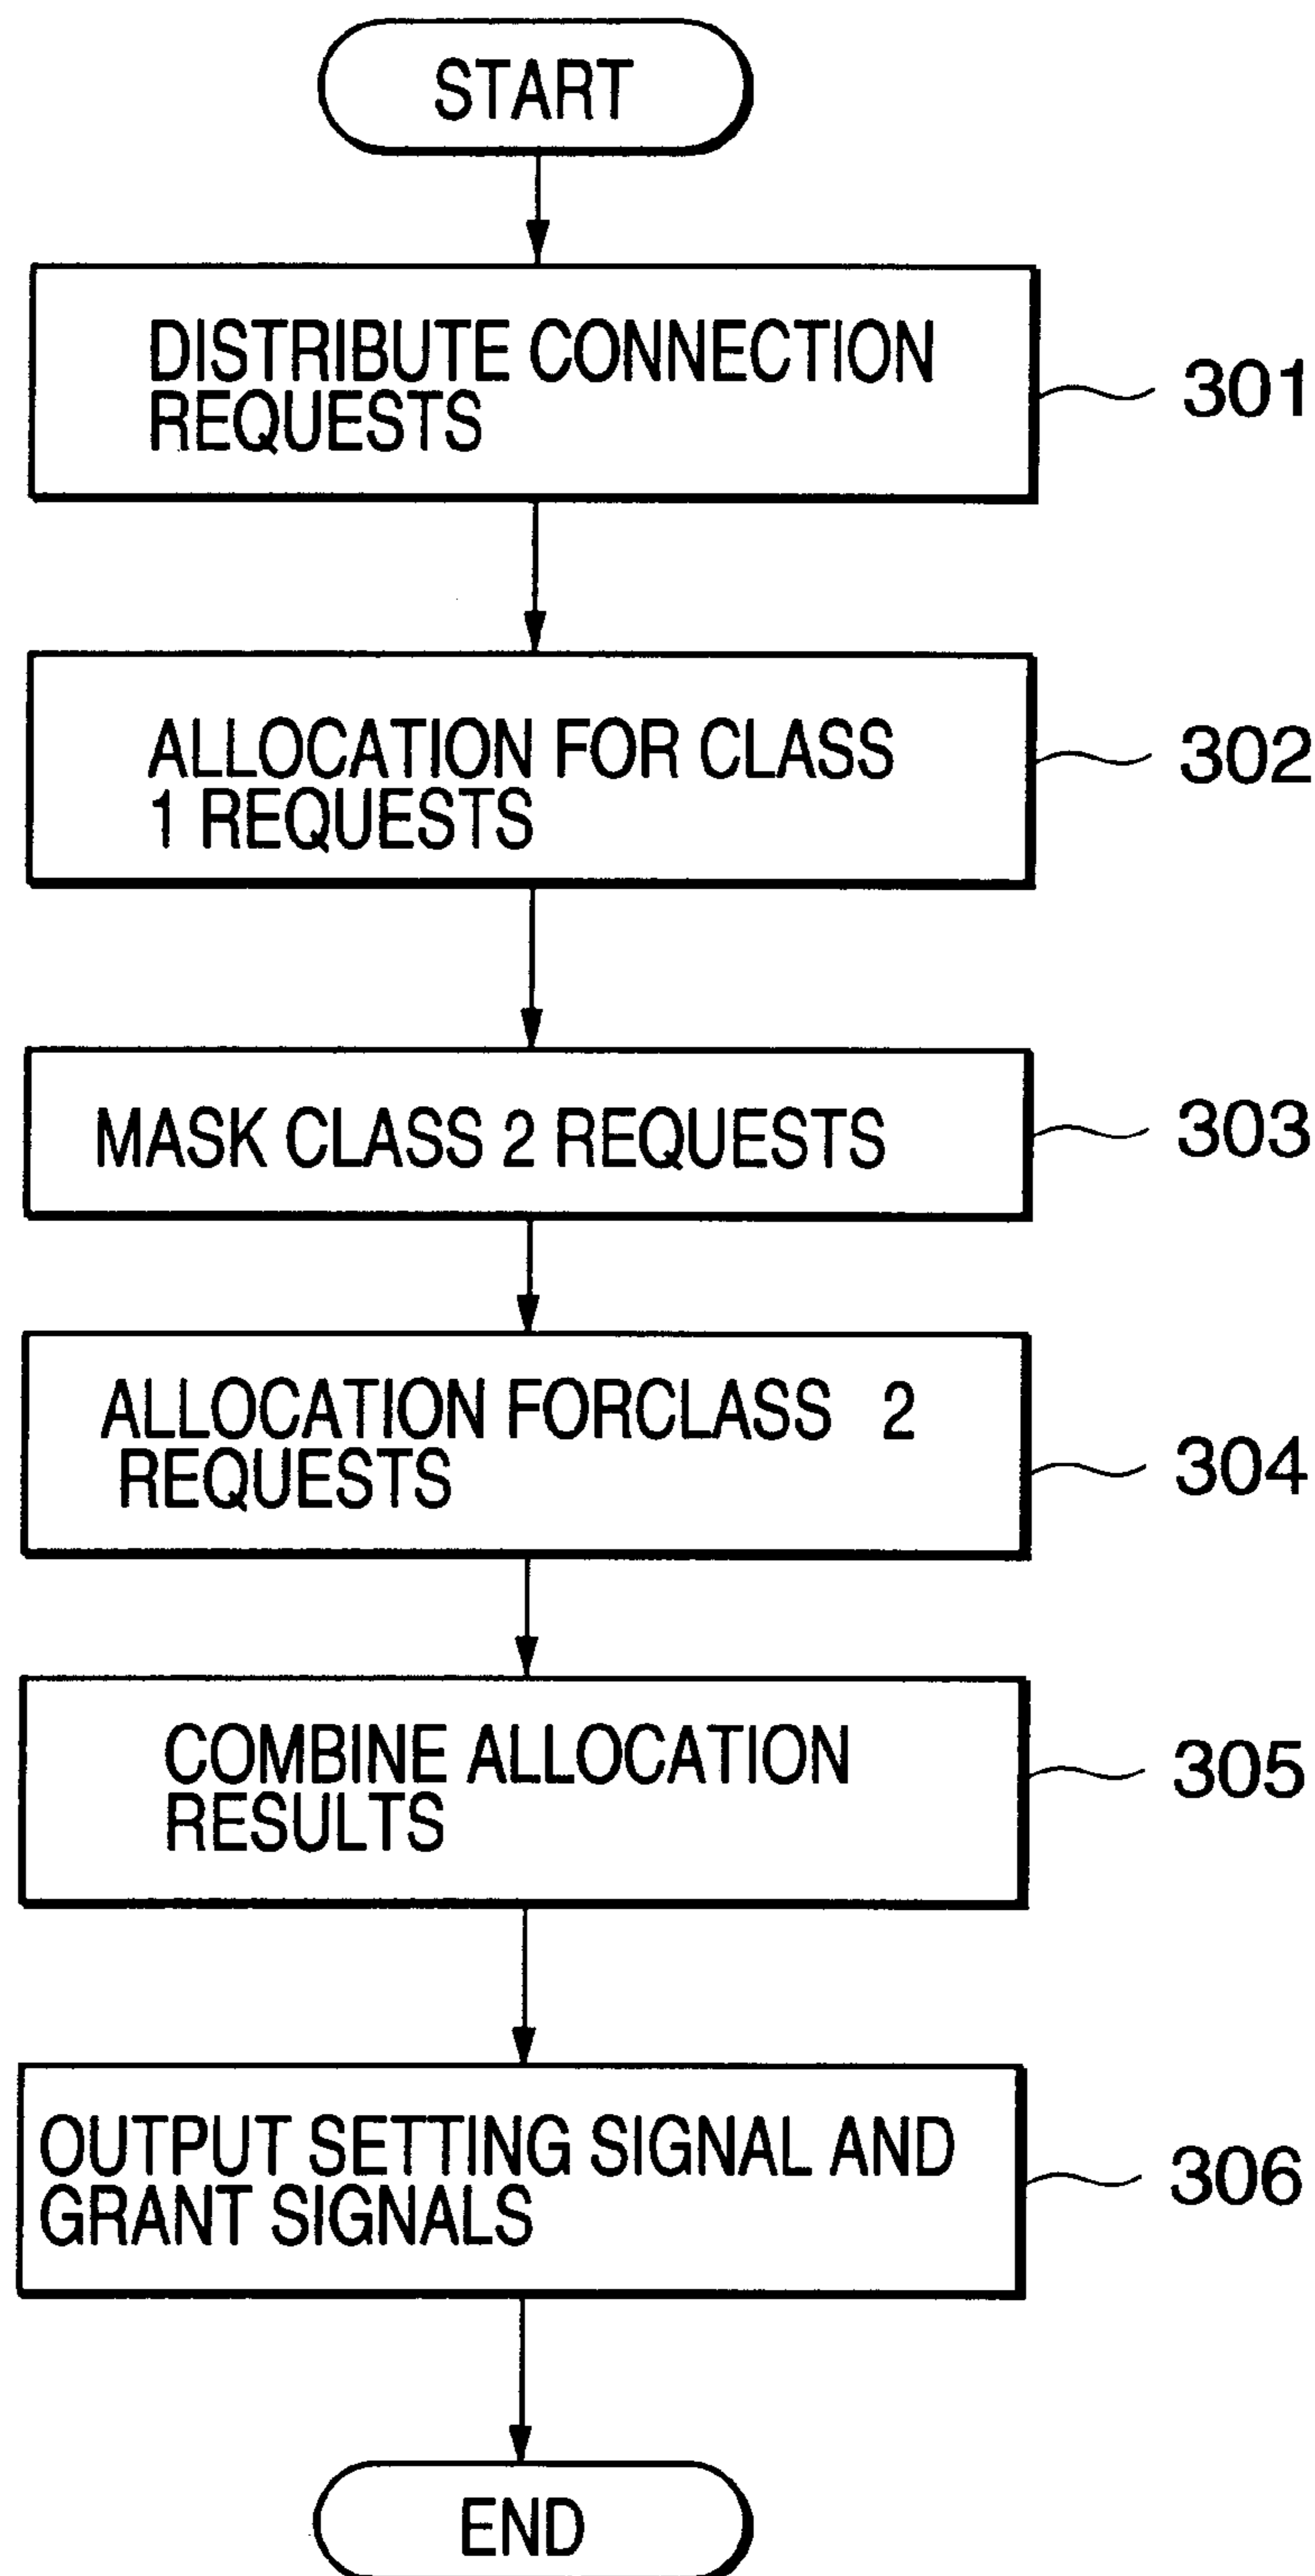 START
DISTRIBUTE CONNECTION
REQUESTS
301
ALLOCATION FOR CLASS
1 REQUESTS
302
MASK CLASS 2 REQUESTS
303
ALLOCATION FORCLASS 2
REQUESTS
304
COMBINE ALLOCATION
RESULTS
305
OUTPUT SETTING SIGNAL AND
GRANT SIGNALS
306
END